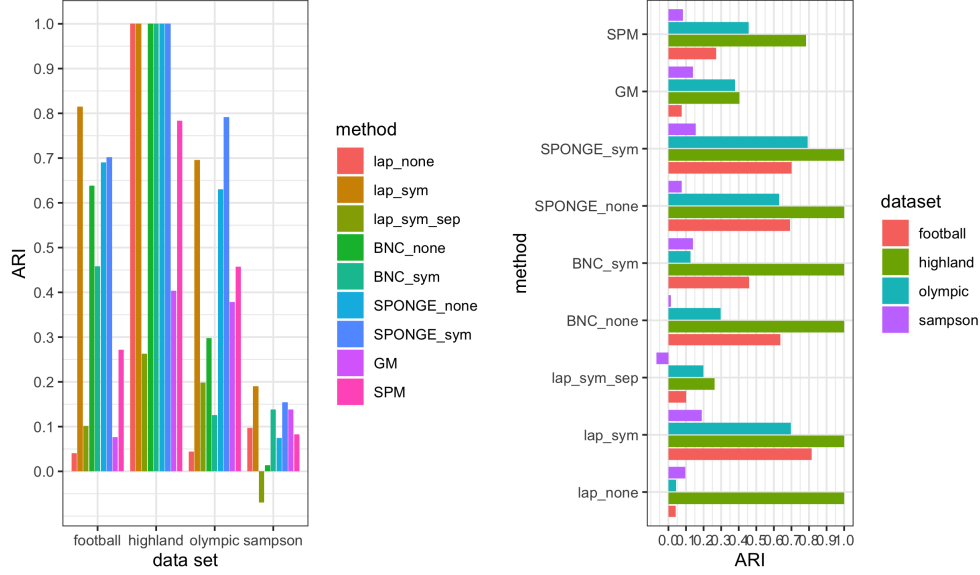 ARI
1.0
0.9
0.8
0.7
0.6
0.5
0.4
0.3
0.2
0.1
0.0
football highland olympic sampson
data set
method
lap_none
lap_sym
lap_sym_sep
BNC_none
BNC_sym
SPONGE_none
SPONGE_sym
GM
SPM
method
SPM
GM
SPONGE_sym
SPONGE_none
BNC_sym
BNC_none
lap_sym_sep
lap_sym
lap_none
0.0 0.1 0.2 0.3 0.4 0.5 0.6 0.7 0.8 0.9 1.0
ARI
dataset
football
highland
olympic
sampson